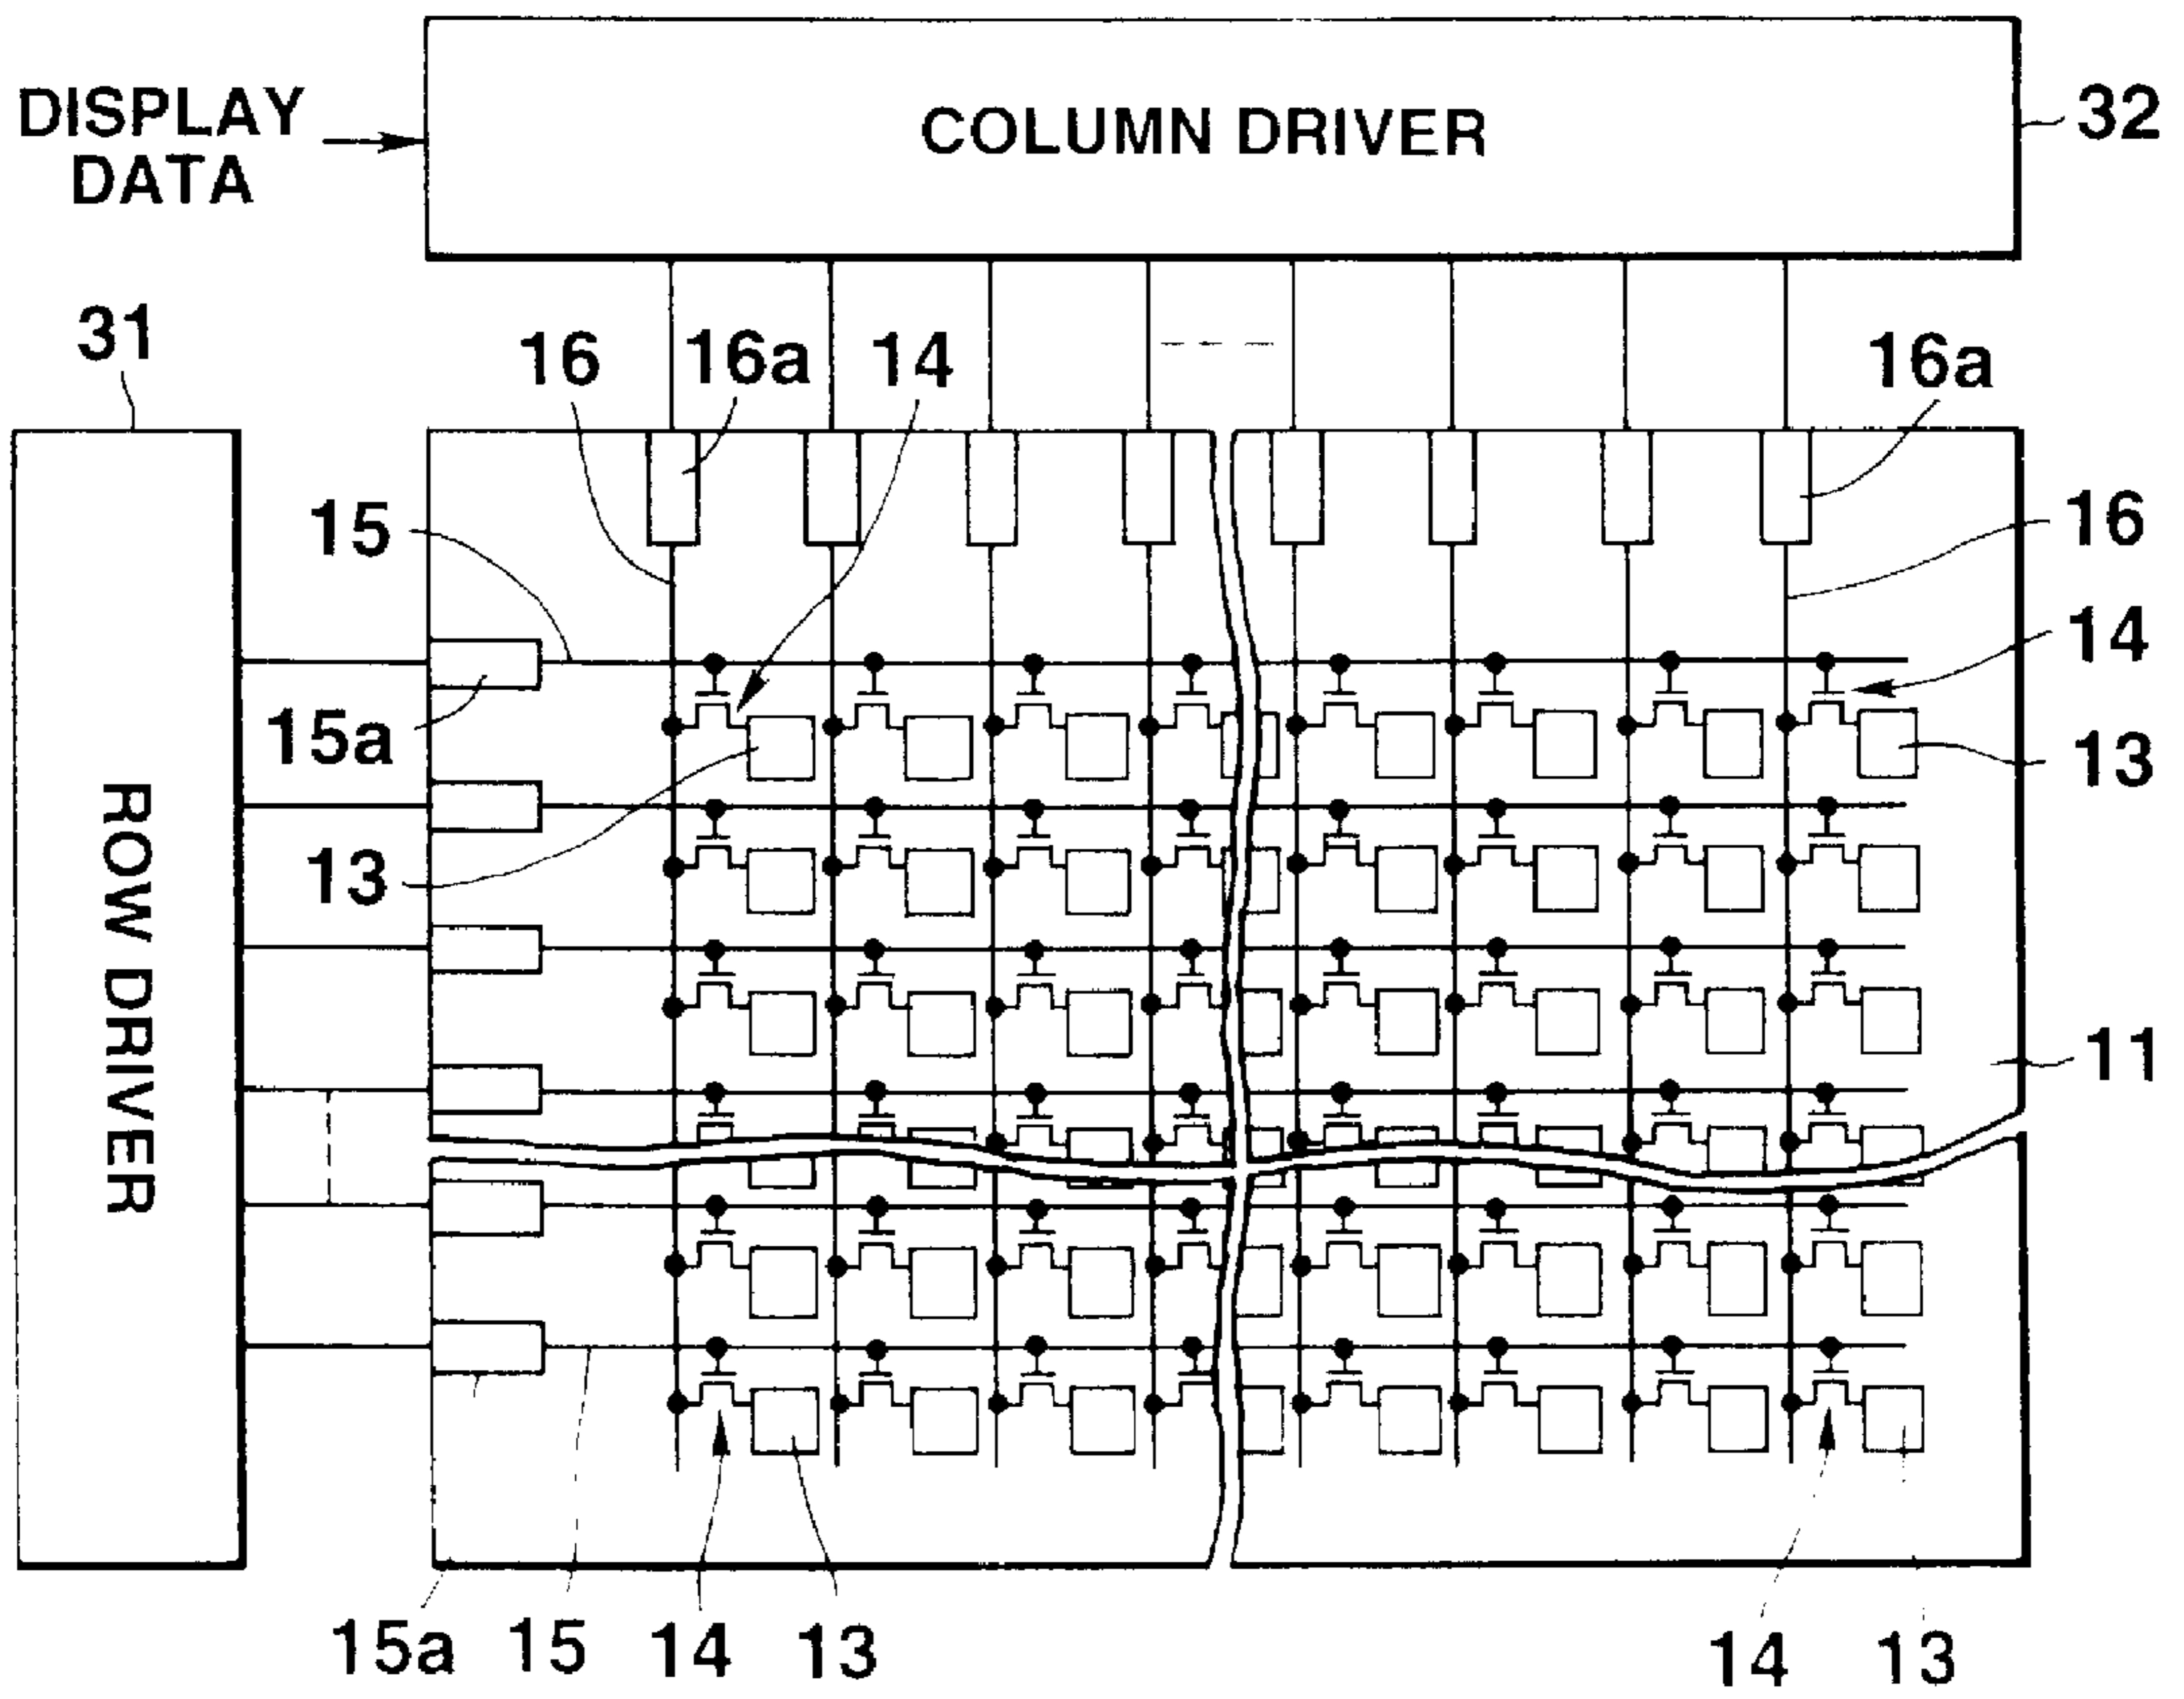 DISPLAY
DATA
COLUMN DRIVER
32
31
16
16a
14
16a
15
16
14
15a
13
13
ROW DRIVER
11
15a
15
14
13
14
13